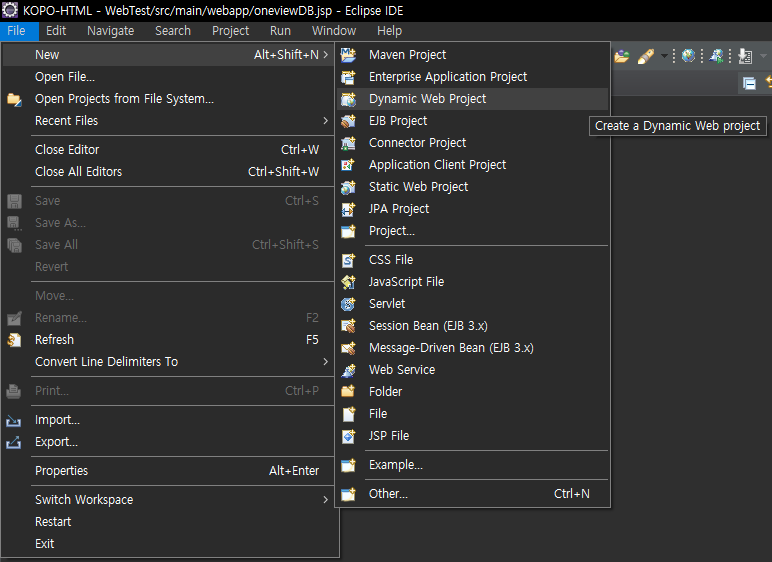 KOPO-HTML - WebTest/src/main/webapp/oneviewDB.jsp - Eclipse IDE
File Edit Navigate Search Project Run Window Help
New Alt+Shift+N >
Open File...
Open Projects from File System...
Recent Files >
Close Editor Ctrl+W
Close All Editors Ctrl+Shift+W
Save Ctrl+S
Save As...
Save All Ctrl+Shift+S
Revert
Move...
Rename... F2
Refresh F5
Convert Line Delimiters To >
Print... Ctrl+P
Import...
Export...
Properties Alt+Enter
Switch Workspace >
Restart
Exit
Maven Project
Enterprise Application Project
Dynamic Web Project
EJB Project
Connector Project
Application Client Project
Static Web Project
JPA Project
Project...
CSS File
JavaScript File
Servlet
Session Bean (EJB 3.x)
Message-Driven Bean (EJB 3.x)
Web Service
Folder
File
JSP File
Example...
Other... Ctrl+N
Create a Dynamic Web project